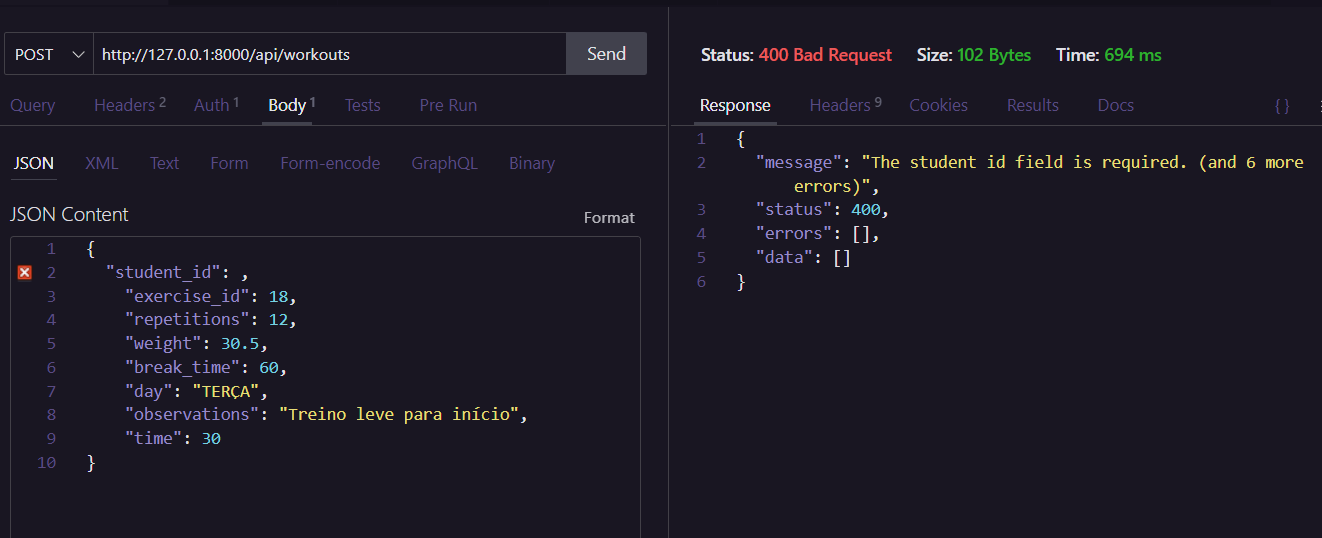 POST http://127.0.0.1:8000/api/workouts Send
Query Headers 2 Auth 1 Body 1 Tests Pre Run
JSON XML Text Form Form-encode GraphQL Binary
JSON Content Format
1 {
2 "student_id": ,
3 "exercise_id": 18,
4 "repetitions": 12,
5 "weight": 30.5,
6 "break_time": 60,
7 "day": "TERÇA",
8 "observations": "Treino leve para início",
9 "time": 30
10 }
Status: 400 Bad Request Size: 102 Bytes Time: 694 ms
Response Headers 9 Cookies Results Docs {}
1 {
2 "message": "The student id field is required. (and 6 more
errors)",
3 "status": 400,
4 "errors": [],
5 "data": []
6 }